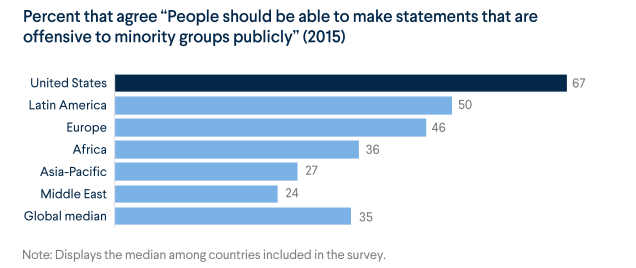 Percent that agree “People should be able to make statements that are
offensive to minority groups publicly” (2015)
United States 67
Latin America 50
Europe 46
Africa 36
Asia-Pacific 27
Middle East 24
Global median 35
Note: Displays the median among countries included in the survey.